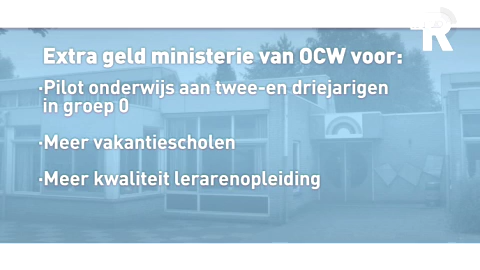 R
Extra geld ministerie van OCW voor:
·Pilot onderwijs aan twee-en driejarigen
in groep 0
·Meer vakantiescholen
·Meer kwaliteit lerarenopleiding